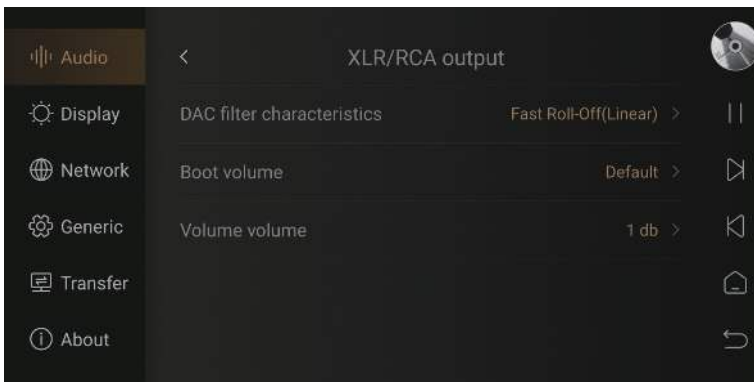 Audio
XLR/RCA output
Display
DAC filter characteristics
Fast Roll-Off(Linear)
Network
Boot volume
Default
Generic
Volume volume
1 db
Transfer
About